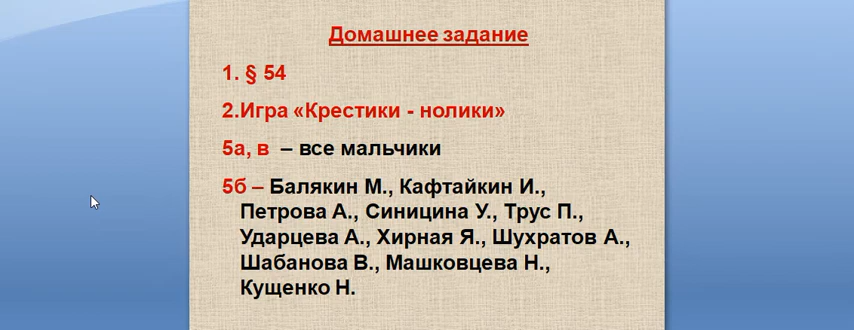 Домашнее задание
1. § 54
2.Игра «Крестики - нолики»
5а, в – все мальчики
5б – Балякин М., Кафтайкин И.,
Петрова А., Синицина У., Трус П.,
Ударцева А., Хирная Я., Шухратов А.,
Шабанова В., Машковцева Н.,
Кущенко Н.